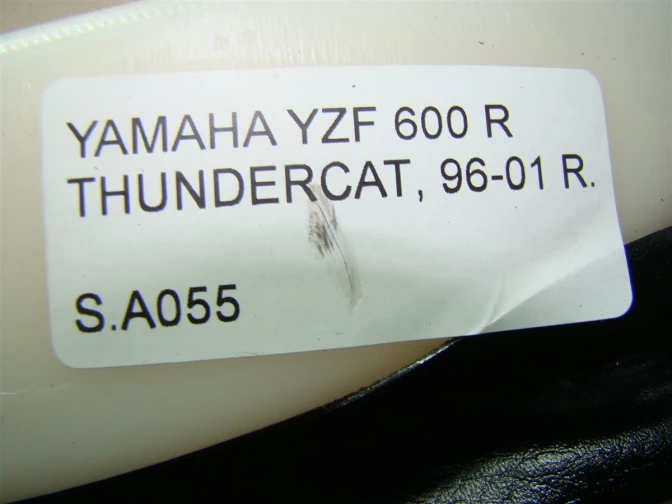 YAMAHA YZF 600 R
THUNDERCAT, 96-01 R.
S.A055